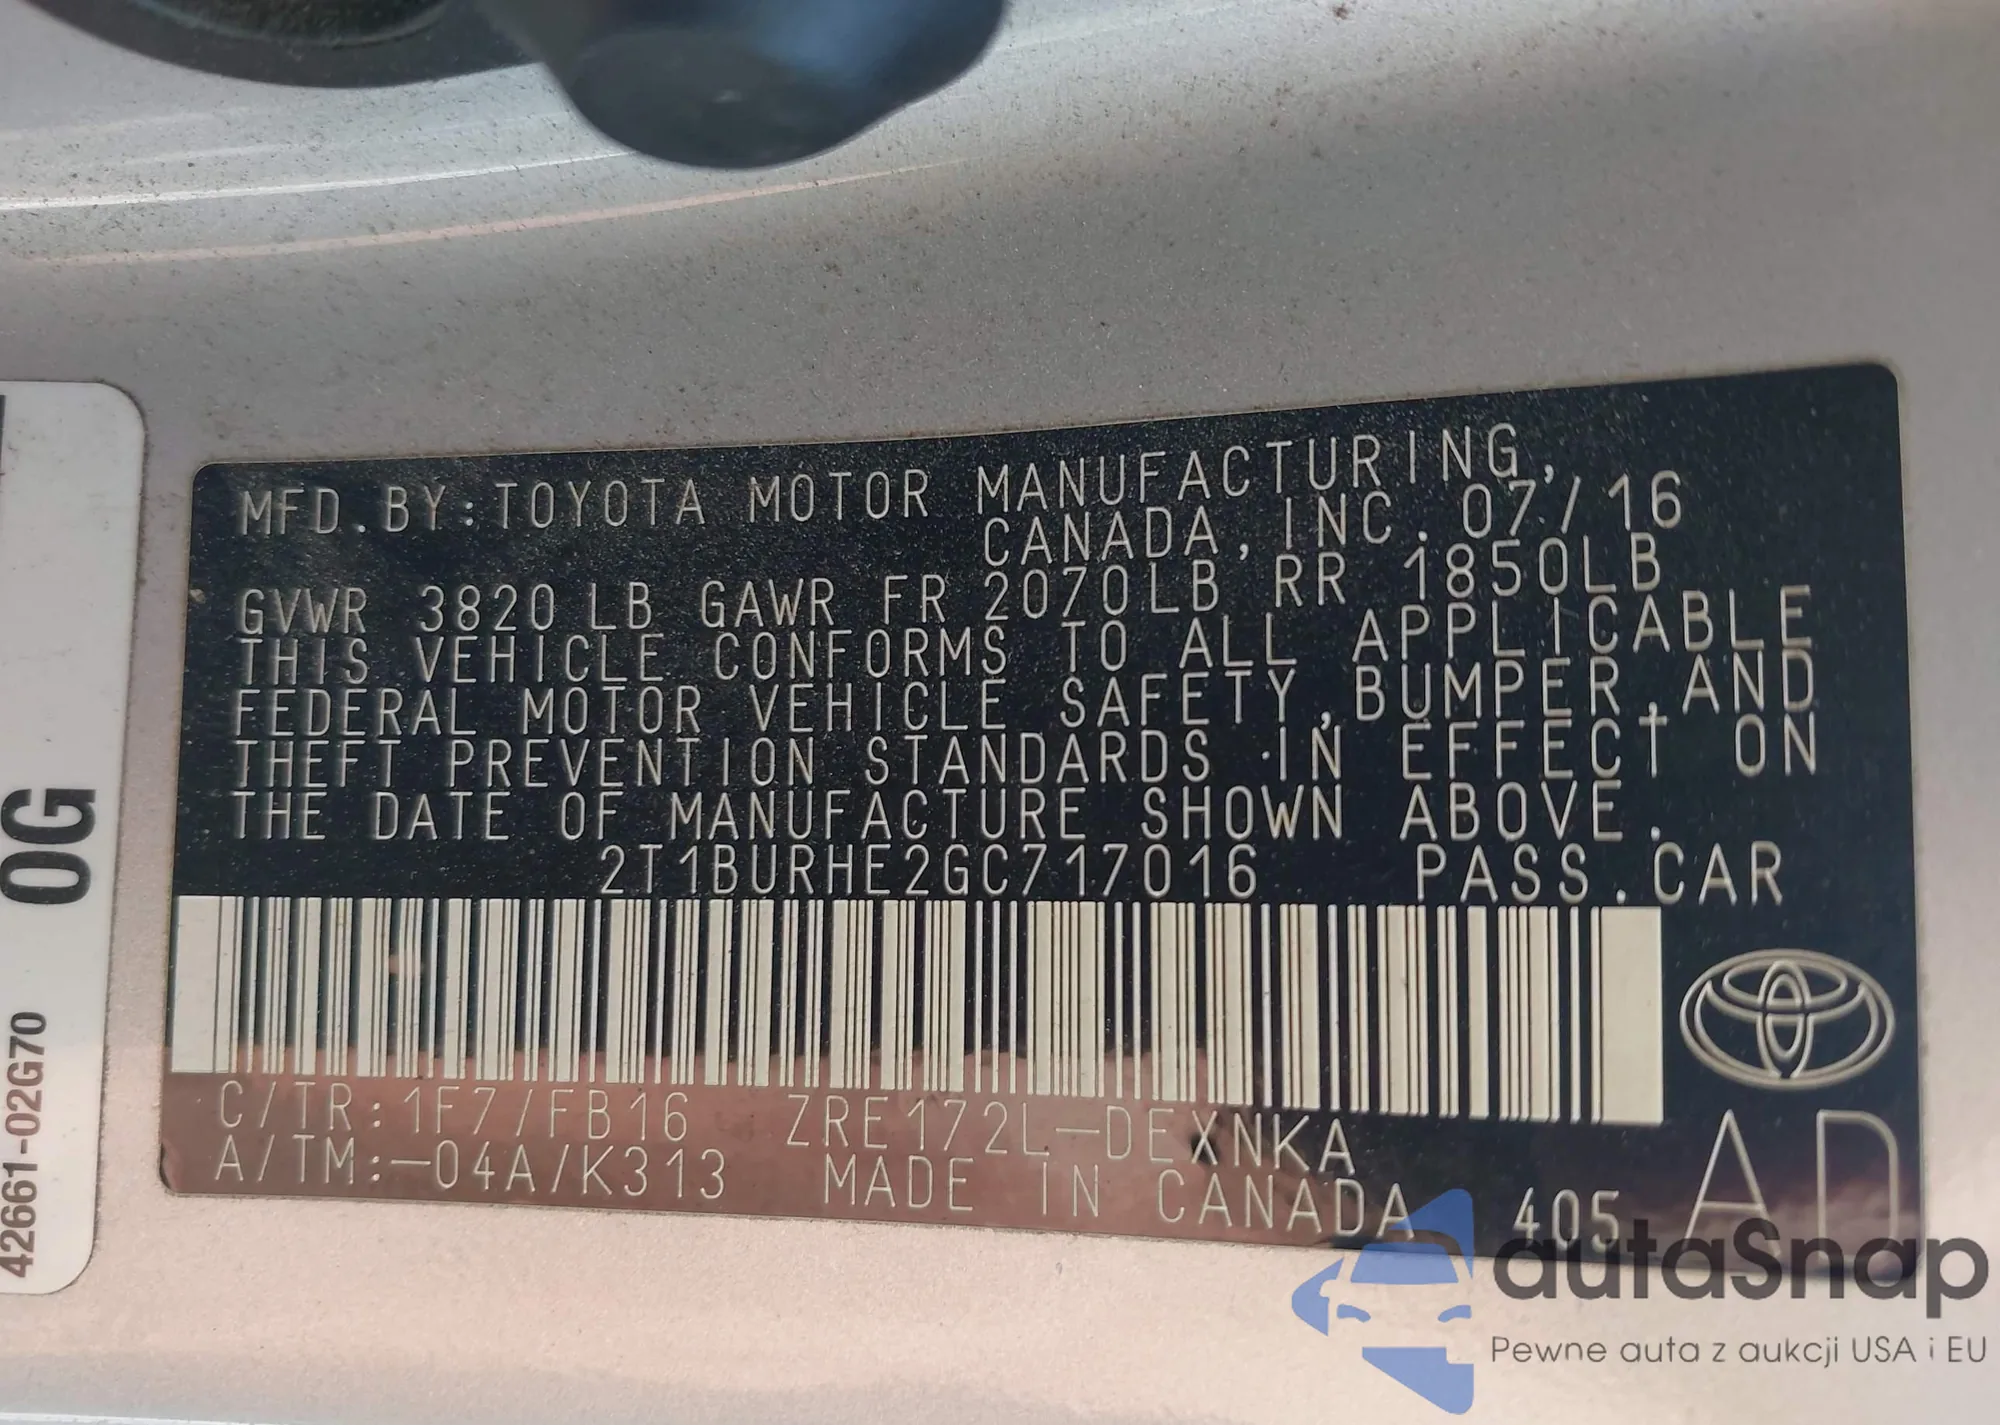 MFD.BY:TOYOTA MOTOR MANUFACTURING,
CANADA, INC. 07/16
GVWR 3820 LB GAWR FR 2070LB RR 1850LB
THIS VEHICLE CONFORMS TO ALL APPLICABLE
FEDERAL MOTOR VEHICLE SAFETY, BUMPER, AND
THEFT PREVENTION STANDARDS IN EFFECT ON
THE DATE OF MANUFACTURE SHOWN ABOVE.
2T1BURHE2GC717016 PASS.CAR
C/TR:1F7/FB16 ZRE172L-DEXNKA
A/TM:-04A/K313 MADE IN CANADA 405
AD
0G
42661-02G70
autaSnap
Pewne auta z aukcji USA i EU